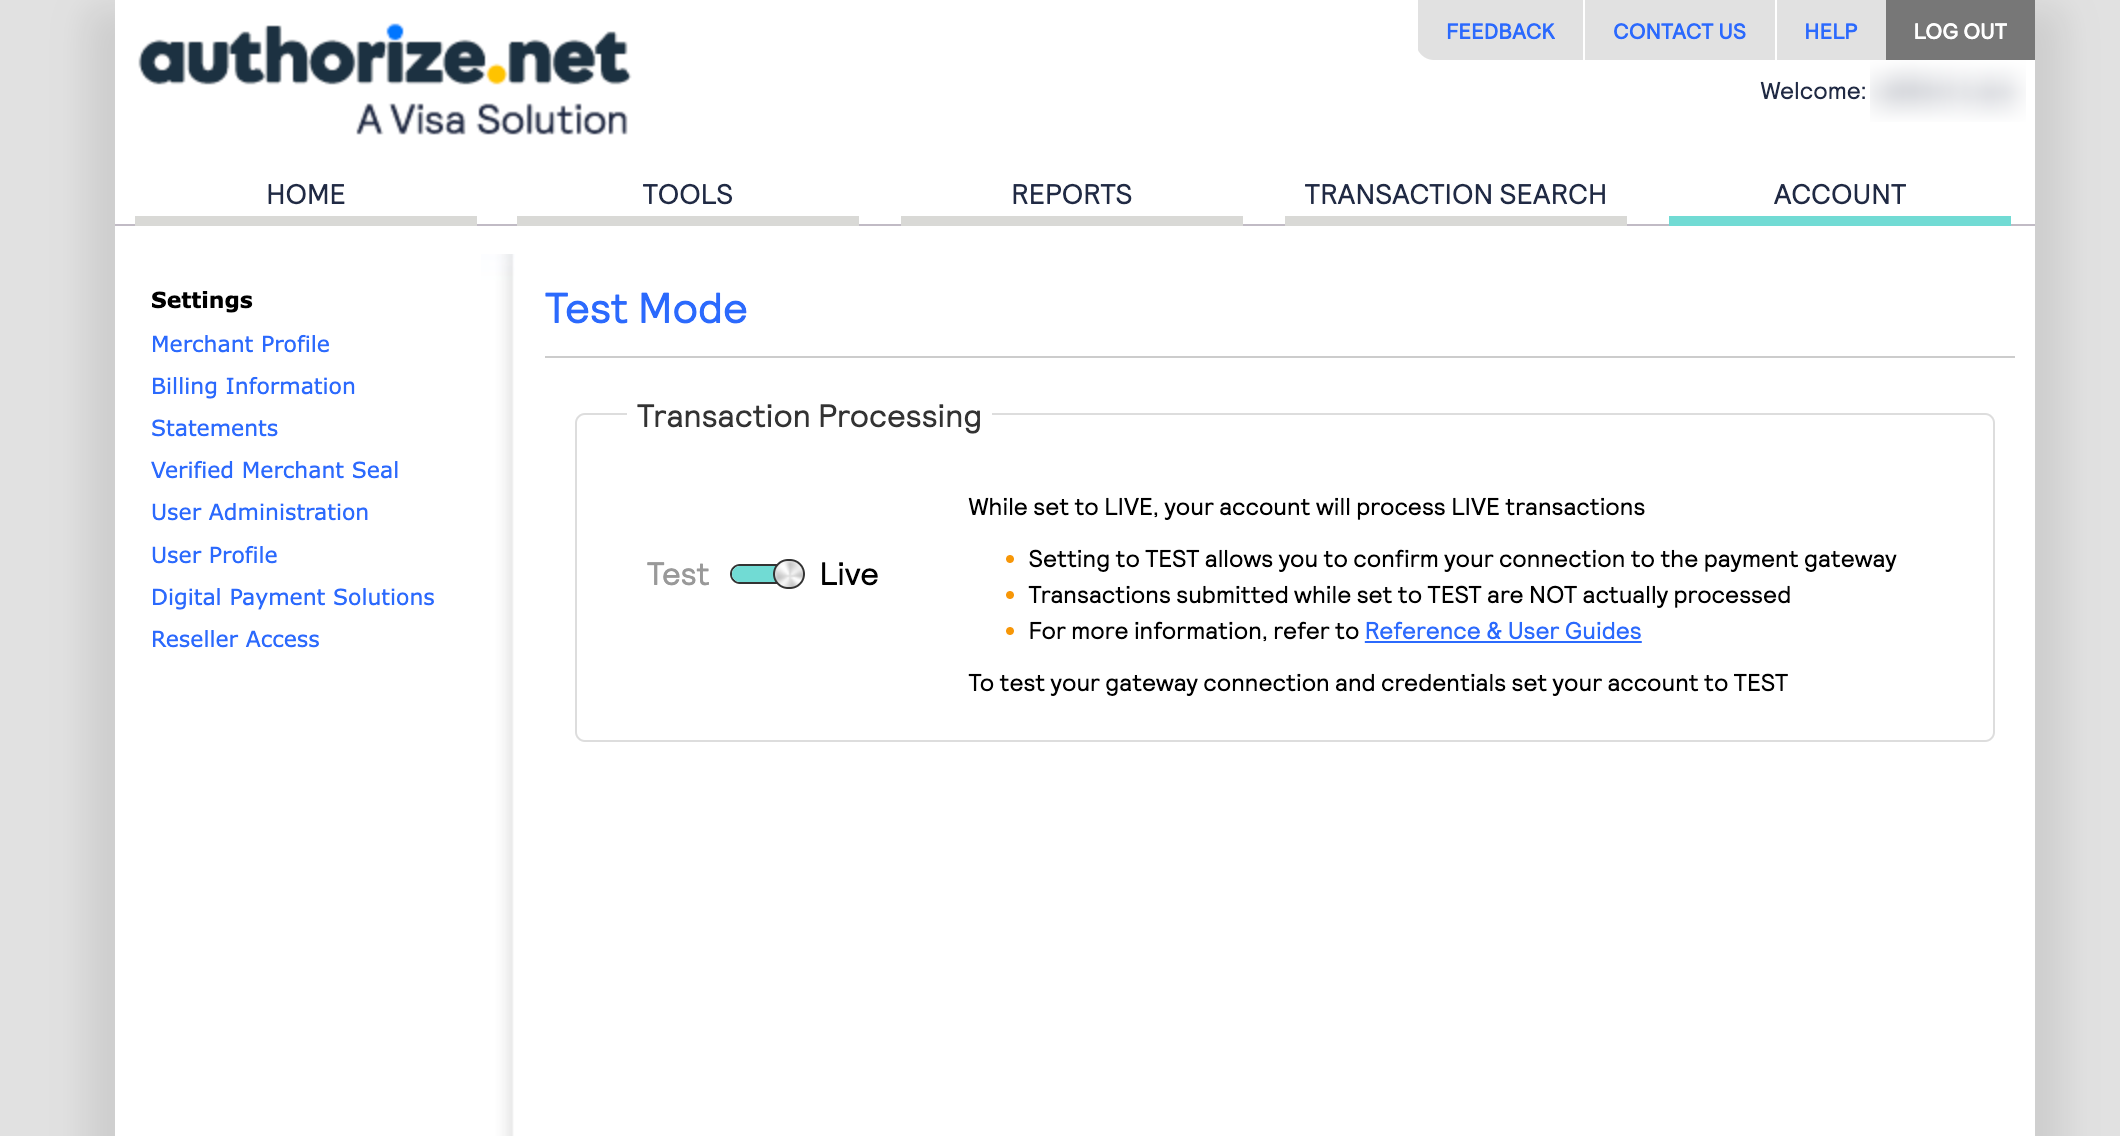 authorize.net
A Visa Solution
FEEDBACK
CONTACT US
HELP
LOG OUT
Welcome:
HOME
TOOLS
REPORTS
TRANSACTION SEARCH
ACCOUNT
Settings
Merchant Profile
Billing Information
Statements
Verified Merchant Seal
User Administration
User Profile
Digital Payment Solutions
Reseller Access
Test Mode
Transaction Processing
Test
Live
While set to LIVE, your account will process LIVE transactions
Setting to TEST allows you to confirm your connection to the payment gateway
Transactions submitted while set to TEST are NOT actually processed
For more information, refer to Reference & User Guides
To test your gateway connection and credentials set your account to TEST